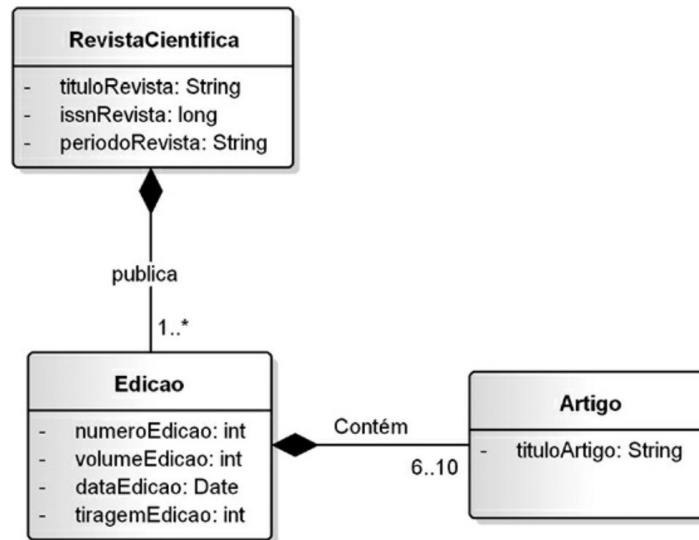 RevistaCientifica
- tituloRevista: String
- issnRevista: long
- periodoRevista: String
publica
1..*
Edicao
- numeroEdicao: int
- volumeEdicao: int
- dataEdicao: Date
- tiragemEdicao: int
Contém
6..10
Artigo
- tituloArtigo: String